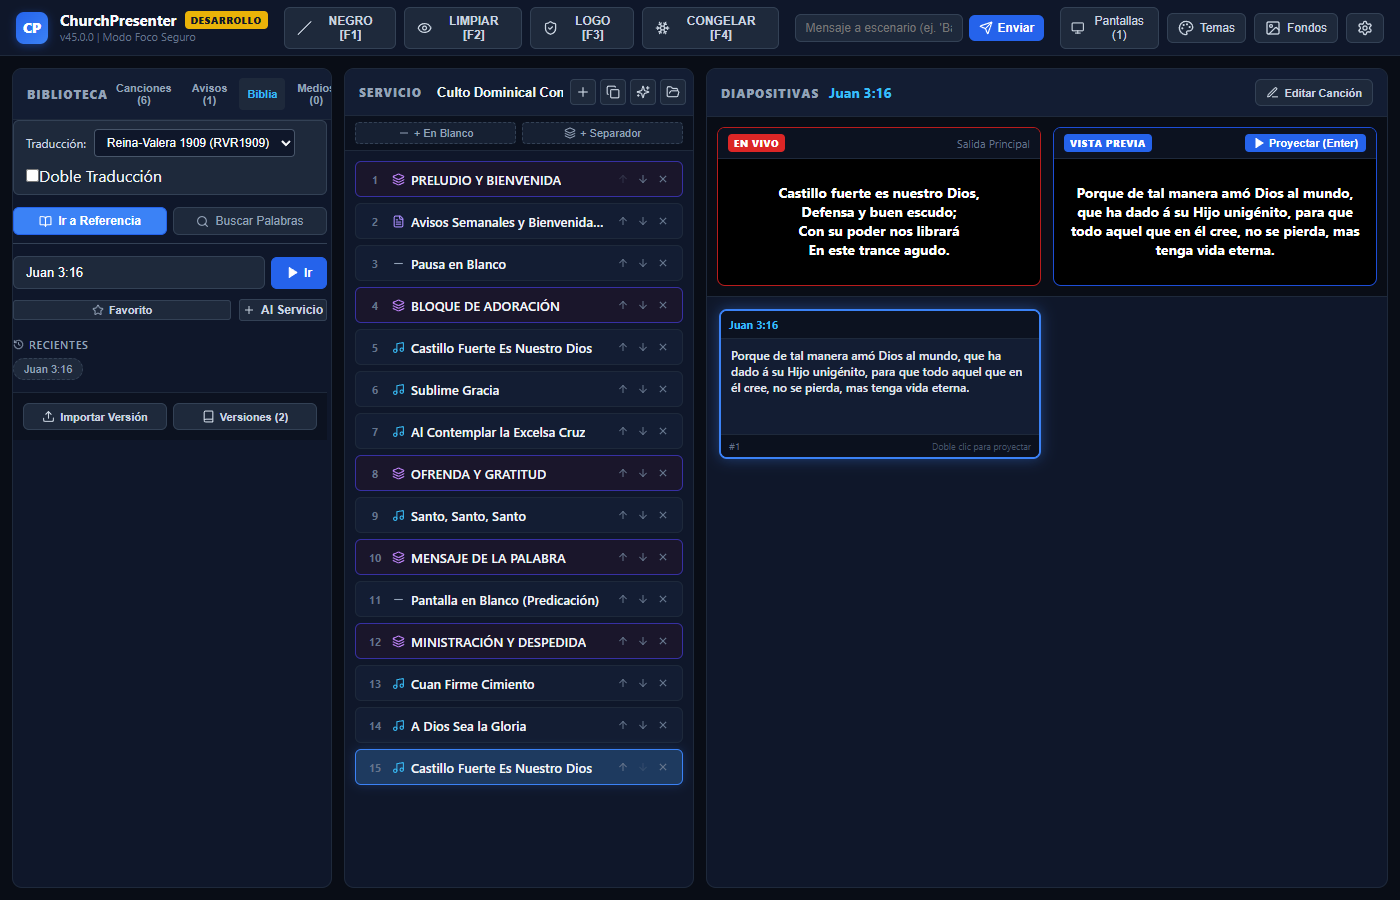 CP
ChurchPresenter DESARROLLO
v45.0.0 | Modo Foco Seguro
NEGRO
[F1]
LIMPIAR
[F2]
LOGO
[F3]
CONGELAR
[F4]
Mensaje a escenario (ej. 'Ba
Enviar
Pantallas
(1)
Temas
Fondos
BIBLIOTECA
Canciones
(6)
Avisos
(1)
Biblia
Medios
(0)
Traducción: Reina-Valera 1909 (RVR1909)
Doble Traducción
Ir a Referencia
Buscar Palabras
Juan 3:16
Ir
Favorito
+ Al Servicio
RECIENTES
Juan 3:16
Importar Versión
Versiones (2)
SERVICIO Culto Dominical Con
+ En Blanco
+ Separador
1 PRELUDIO Y BIENVENIDA
2 Avisos Semanales y Bienvenida...
3 Pausa en Blanco
4 BLOQUE DE ADORACIÓN
5 Castillo Fuerte Es Nuestro Dios
6 Sublime Gracia
7 Al Contemplar la Excelsa Cruz
8 OFRENDA Y GRATITUD
9 Santo, Santo, Santo
10 MENSAJE DE LA PALABRA
11 Pantalla en Blanco (Predicación)
12 MINISTRACIÓN Y DESPEDIDA
13 Cuan Firme Cimiento
14 A Dios Sea la Gloria
15 Castillo Fuerte Es Nuestro Dios
DIAPOSITIVAS Juan 3:16
Editar Canción
EN VIVO
Salida Principal
Castillo fuerte es nuestro Dios,
Defensa y buen escudo;
Con su poder nos librará
En este trance agudo.
VISTA PREVIA
Proyectar (Enter)
Porque de tal manera amó Dios al mundo,
que ha dado á su Hijo unigénito, para que
todo aquel que en él cree, no se pierda, mas
tenga vida eterna.
Juan 3:16
Porque de tal manera amó Dios al mundo, que ha
dado á su Hijo unigénito, para que todo aquel que en
él cree, no se pierda, mas tenga vida eterna.
#1
Doble clic para proyectar